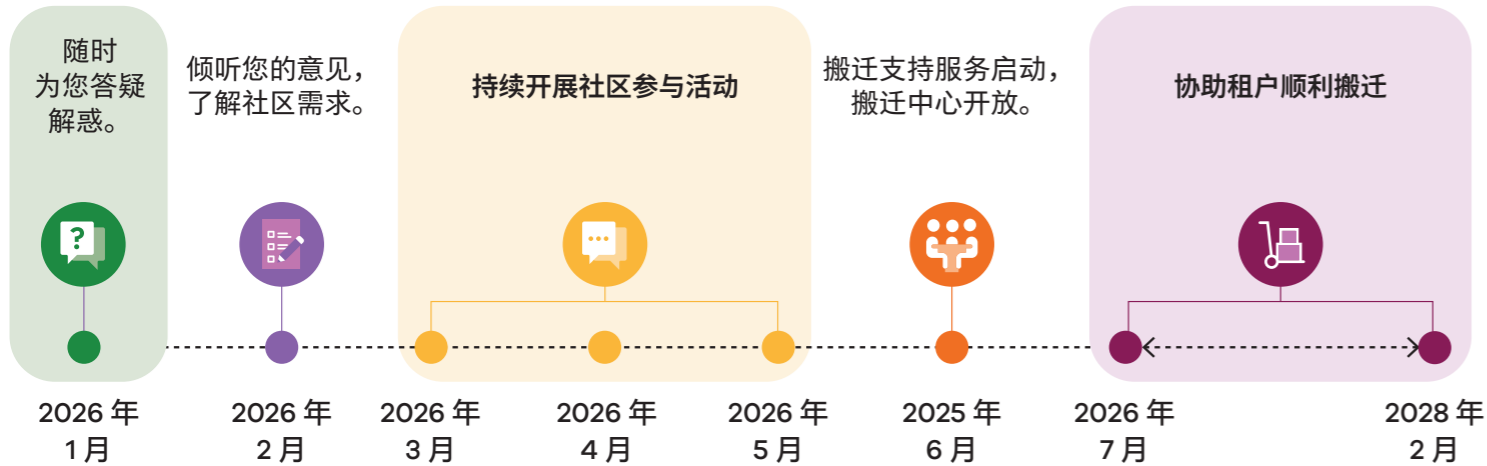 随时
为您答疑
解惑。
倾听您的意见，
了解社区需求。
持续开展社区参与活动
搬迁支持服务启动，
搬迁中心开放。
协助租户顺利搬迁
?
2026 年
1 月
2026 年
2 月
2026 年
3 月
2026 年
4 月
2026 年
5 月
2025 年
6 月
2026 年
7 月
2028 年
2 月